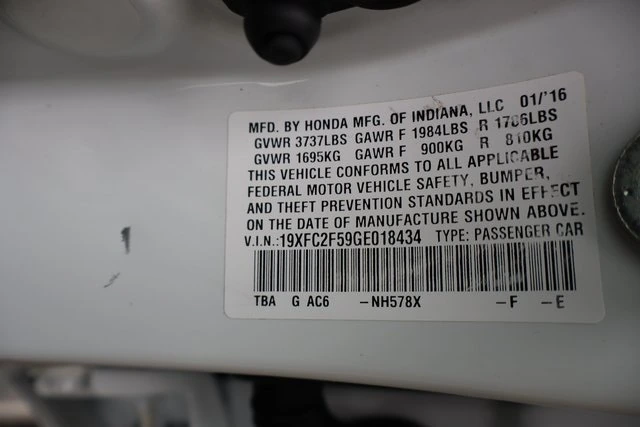 MFD. BY HONDA MFG. OF INDIANA, LLC 01/'16
GVWR 3737LBS GAWR F 1984LBS R 1786LBS
GVWR 1695KG GAWR F 900KG R 810KG
THIS VEHICLE CONFORMS TO ALL APPLICABLE
FEDERAL MOTOR VEHICLE SAFETY, BUMPER,
AND THEFT PREVENTION STANDARDS IN EFFECT
ON THE DATE OF MANUFACTURE SHOWN ABOVE.
V.I.N.: 19XFC2F59GE018434 TYPE: PASSENGER CAR
TBA G AC6 -NH578X -F -E